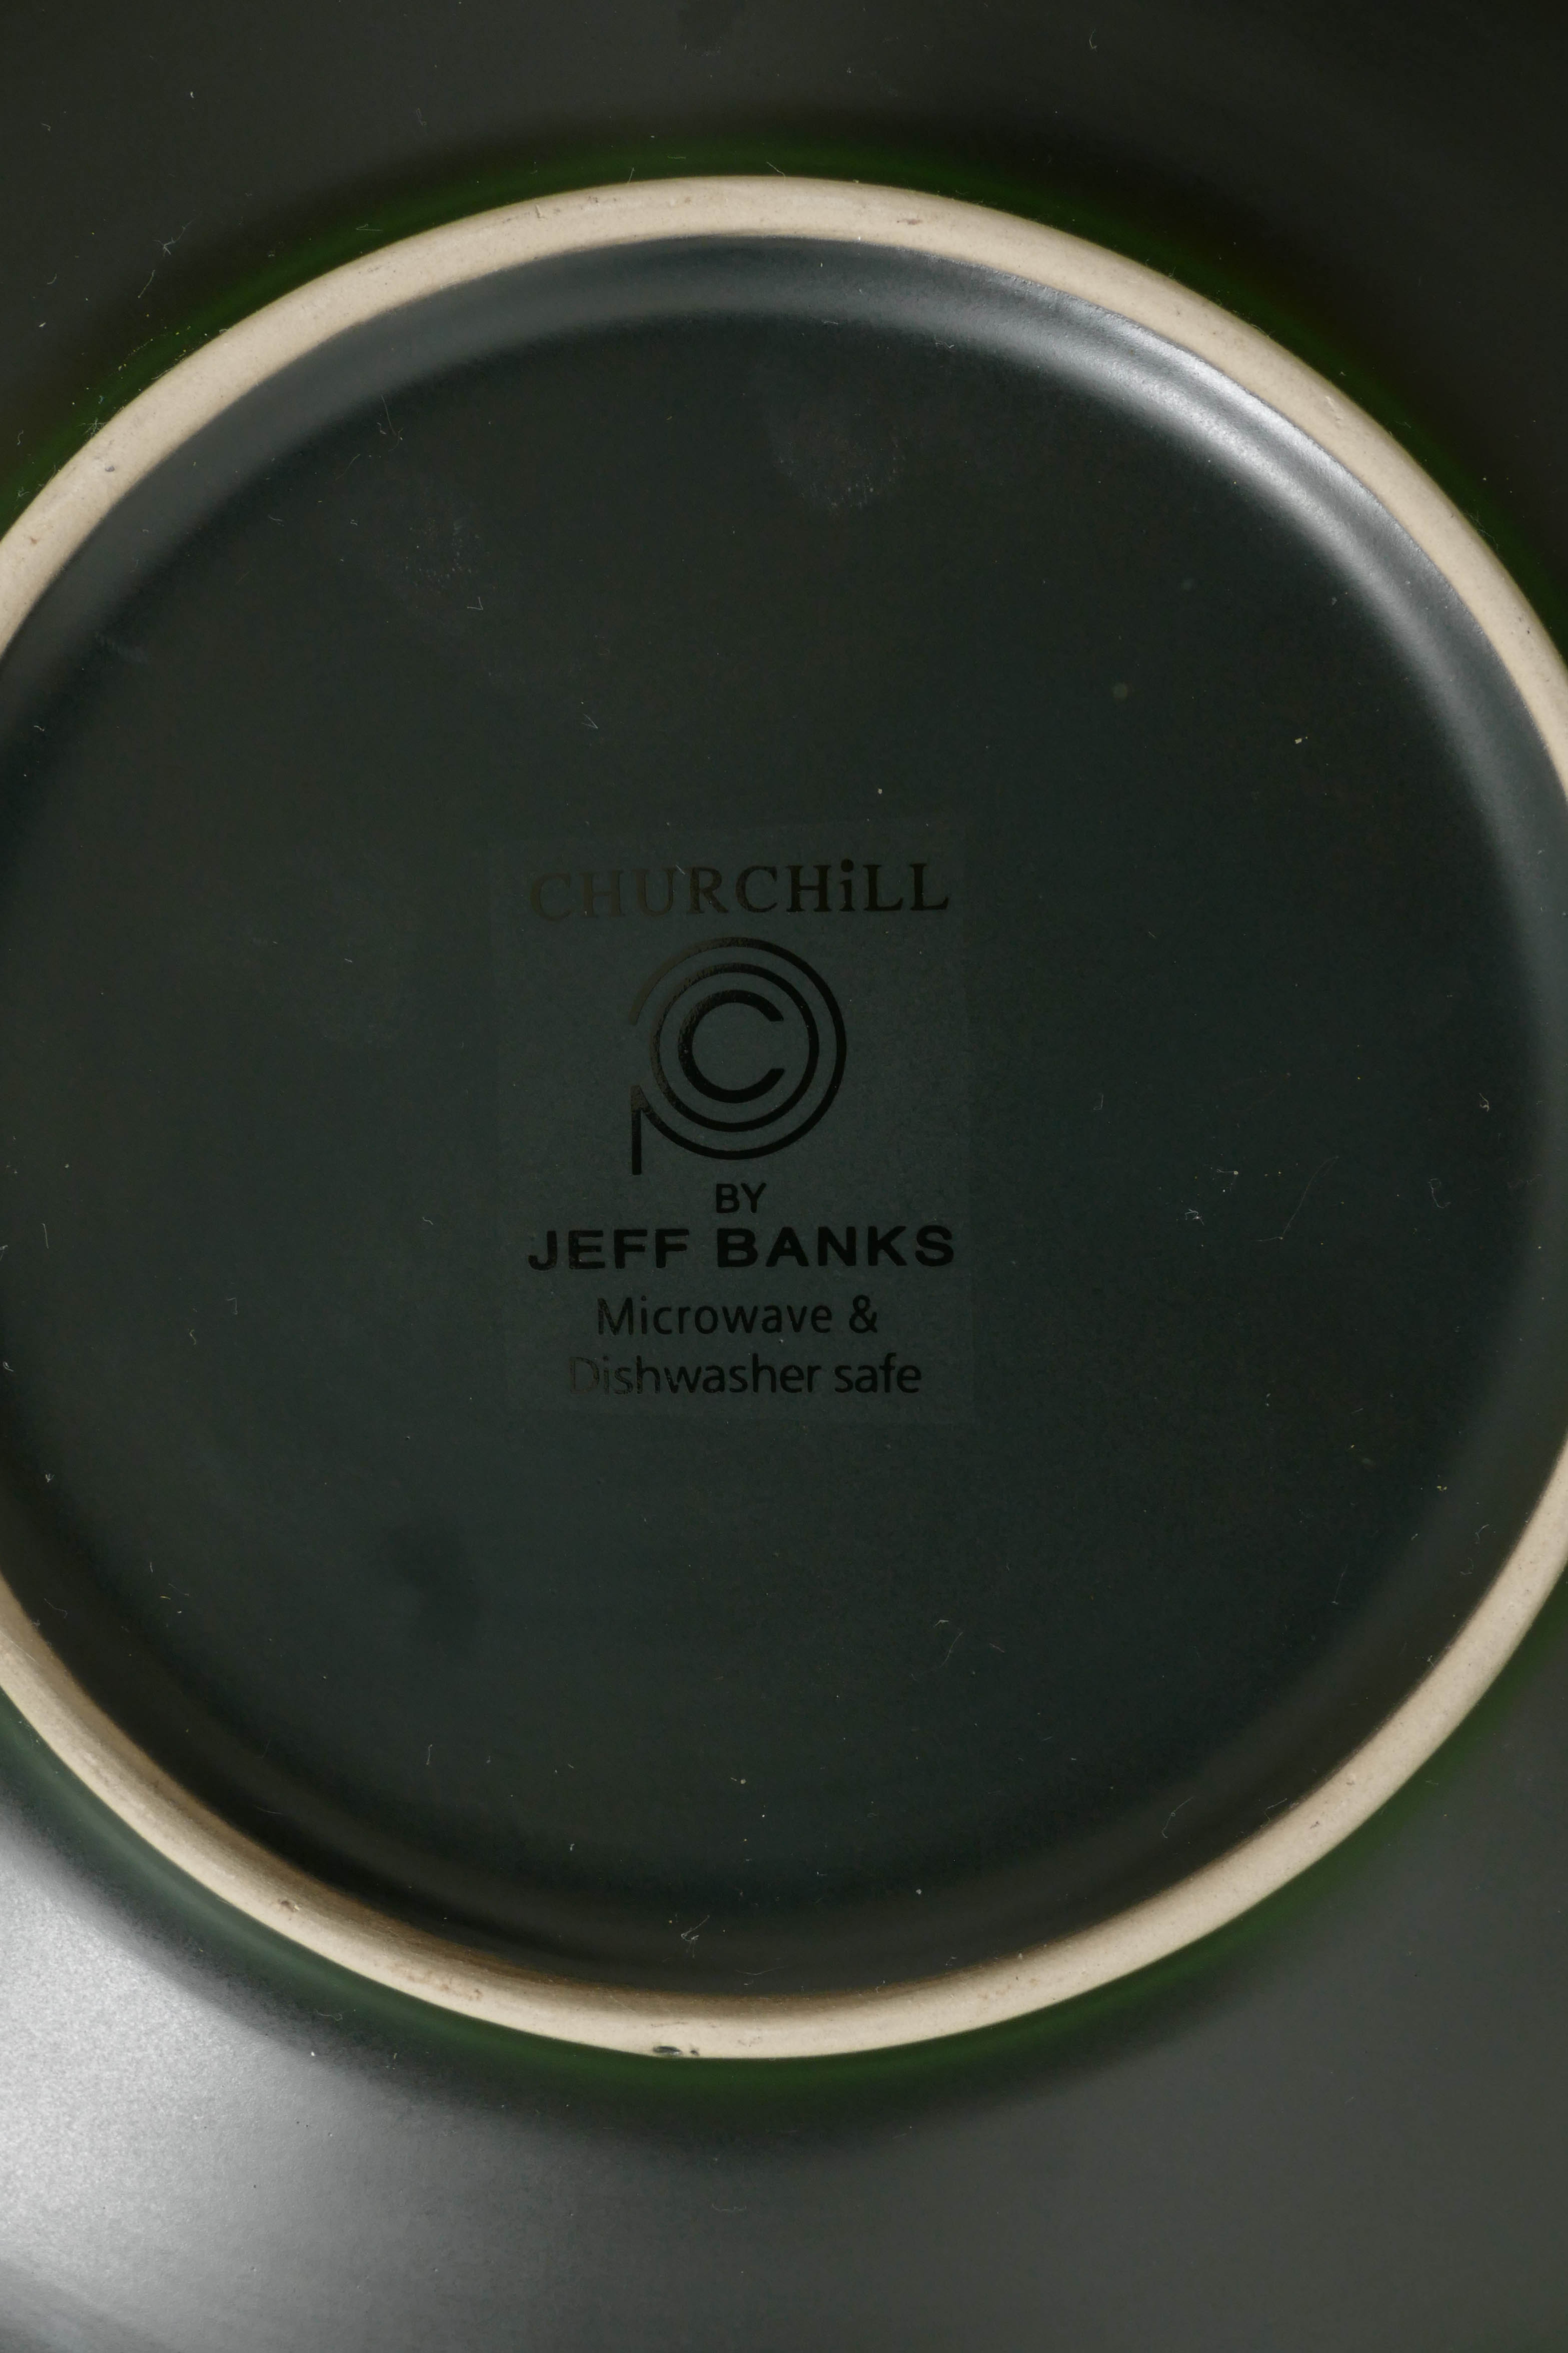 CHURCHiLL
BY
JEFF BANKS
Microwave &
Dishwasher safe